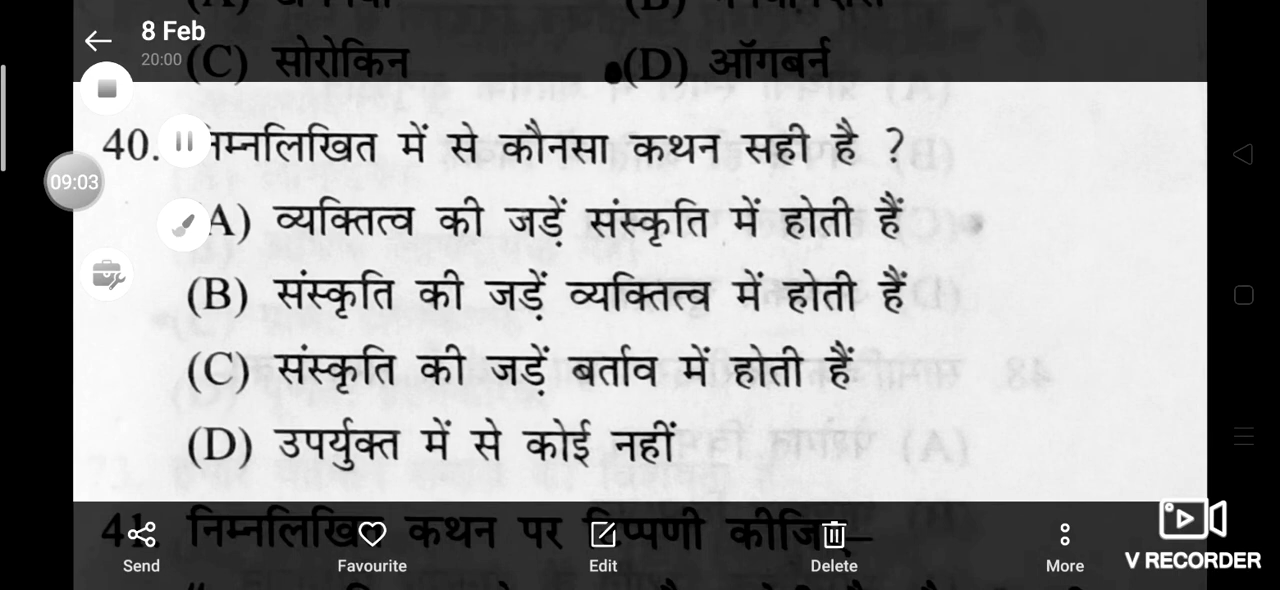 8 Feb
20:00
(C) सोरोकिन (D) ऑगबर्न
40. निम्नलिखित में से कौनसा कथन सही है ?
09:03
A) व्यक्तित्व की जड़ें संस्कृति में होती हैं
(B) संस्कृति की जड़ें व्यक्तित्व में होती हैं
(C) संस्कृति की जड़ें बर्ताव में होती हैं
(D) उपर्युक्त में से कोई नहीं
41. निम्नलिखित कथन पर टिप्पणी कीजिए—
Send Favourite Edit Delete More
V RECORDER